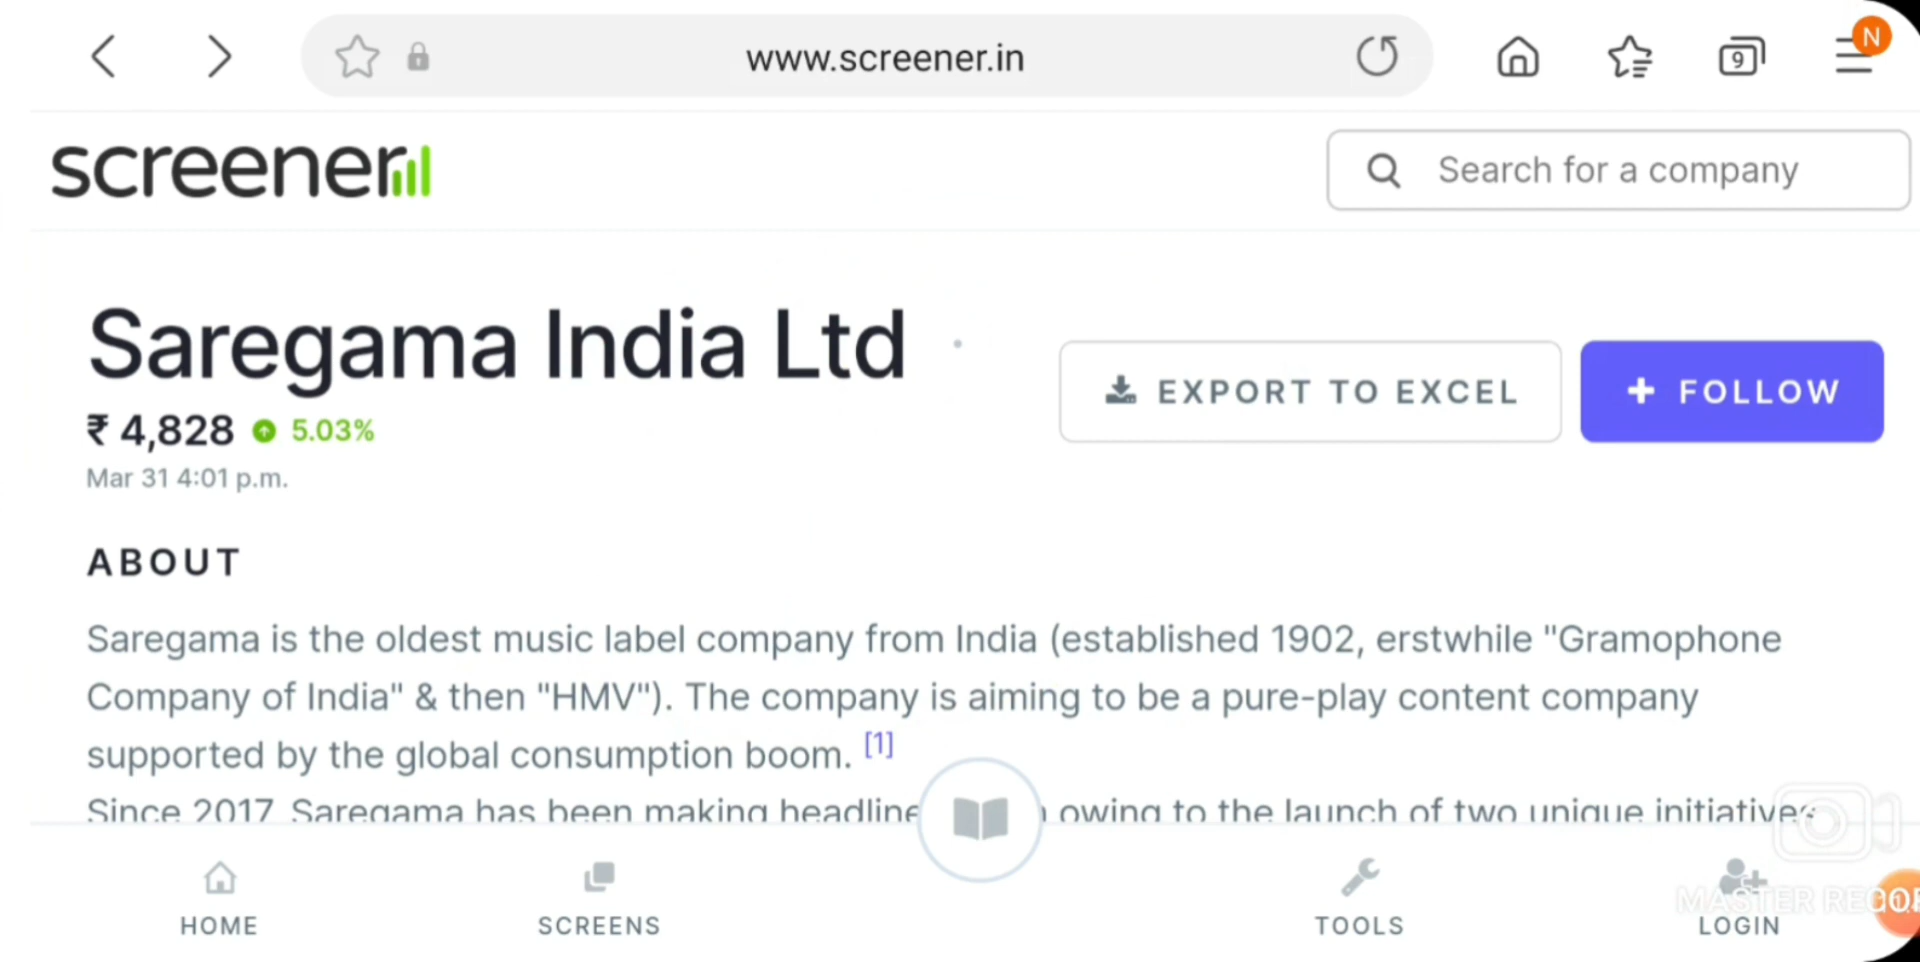 www.screener.in
9
N
screener
Search for a company
Saregama India Ltd
₹ 4,828 5.03%
Mar 31 4:01 p.m.
EXPORT TO EXCEL
+ FOLLOW
ABOUT
Saregama is the oldest music label company from India (established 1902, erstwhile "Gramophone
Company of India" & then "HMV"). The company is aiming to be a pure-play content company
supported by the global consumption boom. [1]
Since 2017 Saregama has been making headline owing to the launch of two unique initiatives
HOME
SCREENS
TOOLS
LOGIN
MASTER RECOR